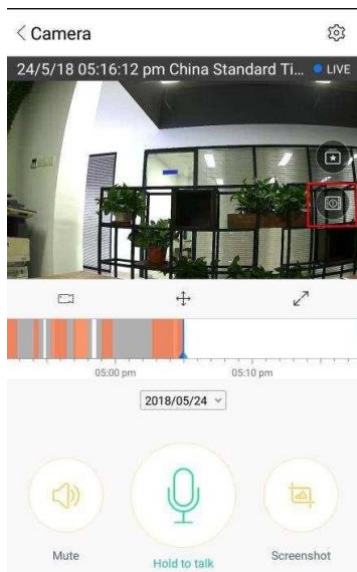 Camera
24/5/18 05:16:12 pm China Standard Ti... LIVE
05:00 pm 05:10 pm
2018/05/24
Mute Hold to talk Screenshot